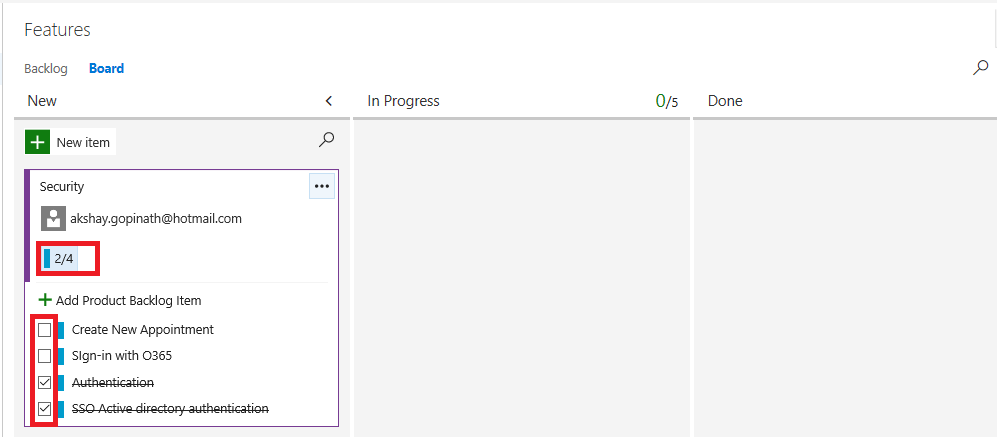 Features
Backlog Board
New In Progress 0/5 Done
New item
Security
akshay.gopinath@hotmail.com
2/4
Add Product Backlog Item
Create New Appointment
SIgn-in with O365
Authentication
SSO Active directory authentication